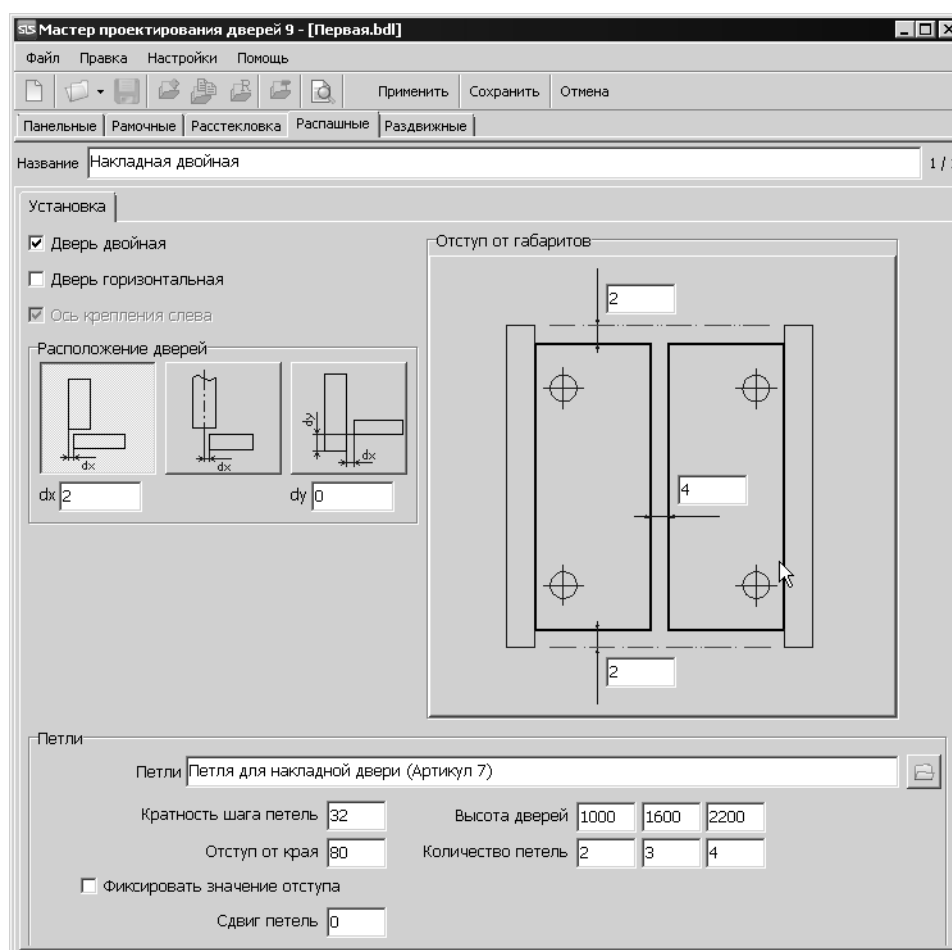 SLS Мастер проектирования дверей 9 - [Первая.bdl]
Файл Правка Настройки Помощь
Применить Сохранить Отмена
Панельные Рамочные Расстекловка Распашные Раздвижные
Название Накладная двойная 1 /
Установка
Дверь двойная
Дверь горизонтальная
Ось крепления слева
Расположение дверей
dx dx dy dx
dx 2 dy 0
Отступ от габаритов
2
4
2
Петли
Петли Петля для накладной двери (Артикул 7)
Кратность шага петель 32 Высота дверей 1000 1600 2200
Отступ от края 80 Количество петель 2 3 4
Фиксировать значение отступа
Сдвиг петель 0